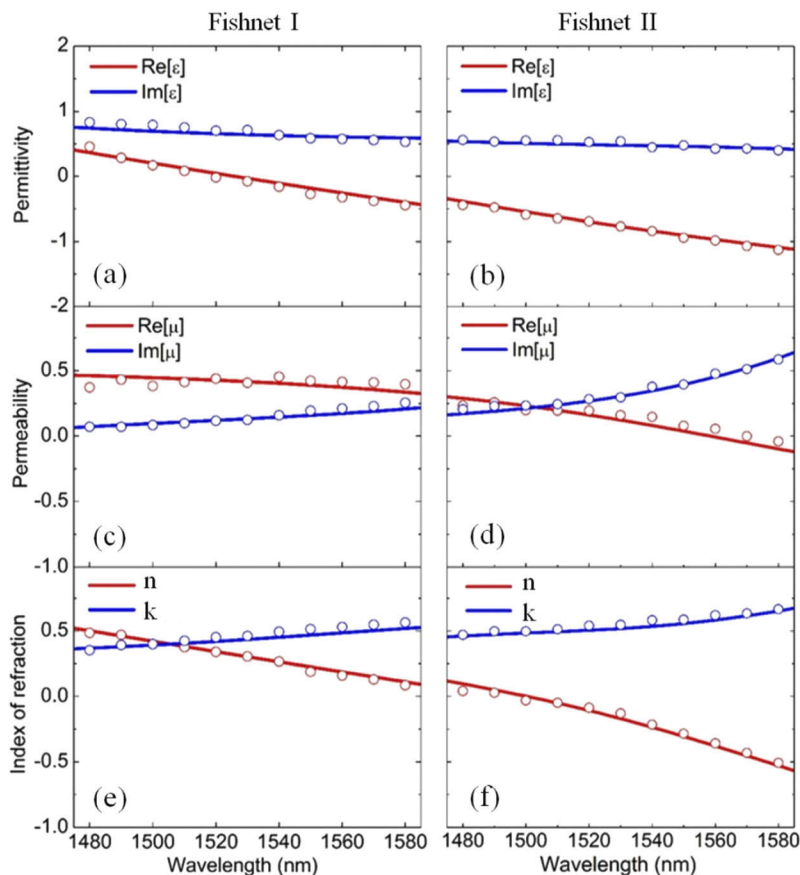 Fishnet I
Fishnet II
2
1
0
-1
-2
Permittivity
Re[ε]
Im[ε]
(a)
Re[ε]
Im[ε]
(b)
0.5
0.0
-0.5
-1.0
Permeability
Re[μ]
Im[μ]
(c)
Re[μ]
Im[μ]
(d)
0.5
0.0
-0.5
-1.0
Index of refraction
n
k
(e)
n
k
(f)
1480 1500 1520 1540 1560 1580
1480 1500 1520 1540 1560 1580
Wavelength (nm)
Wavelength (nm)